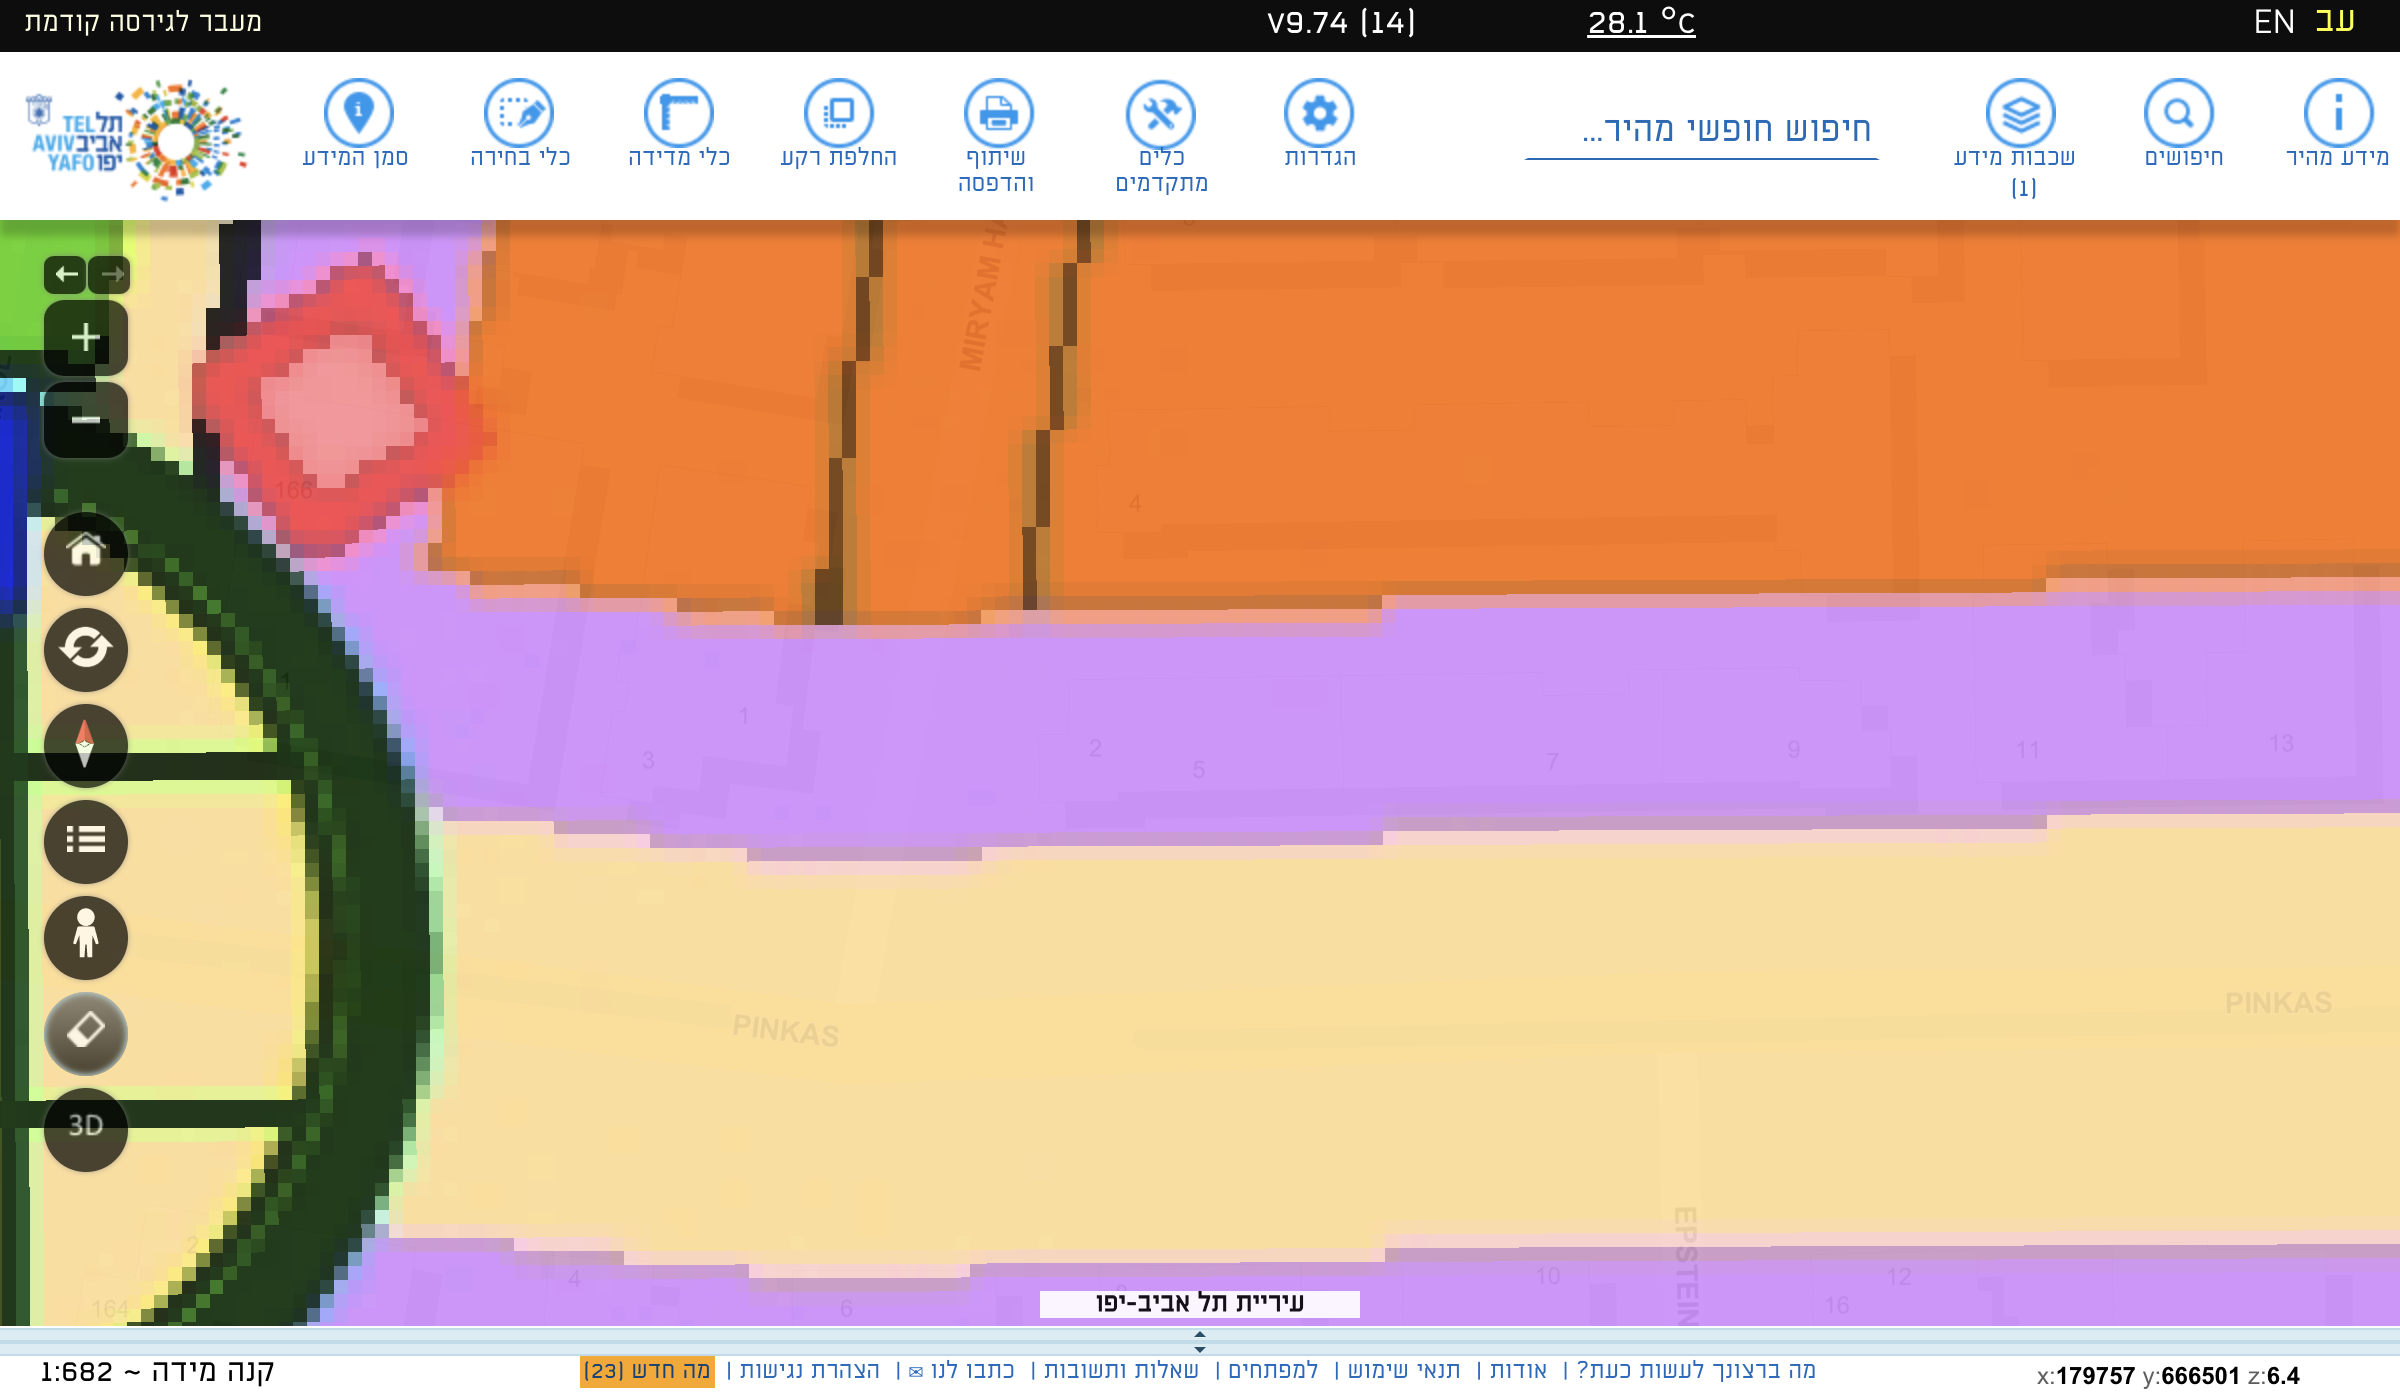 עב EN
28.1 °C
V9.74 (14)
מעבר לגירסה קודמת
מידע מהיר
חיפושים
שכבות מידע
(1)
חיפוש חופשי מהיר...
הגדרות
כלים
מתקדמים
שיתוף
והדפסה
החלפת רקע
כלי מדידה
כלי בחירה
סמן המידע
תל
אביב
יפו
TEL
AVIV
YAFO
MIRYAM HA
166
4
1
1
3
2
5
7
9
11
13
PINKAS
PINKAS
3D
EPSTEIN
2
164
4
6
10
12
16
עיריית תל אביב-יפו
מה ברצונך לעשות כעת? | אודות | תנאי שימוש | למפתחים | שאלות ותשובות | כתבו לנו ✉ | הצהרת נגישות | מה חדש (23)
קנה מידה ~ 1:682
x:179757 y:666501 z:6.4